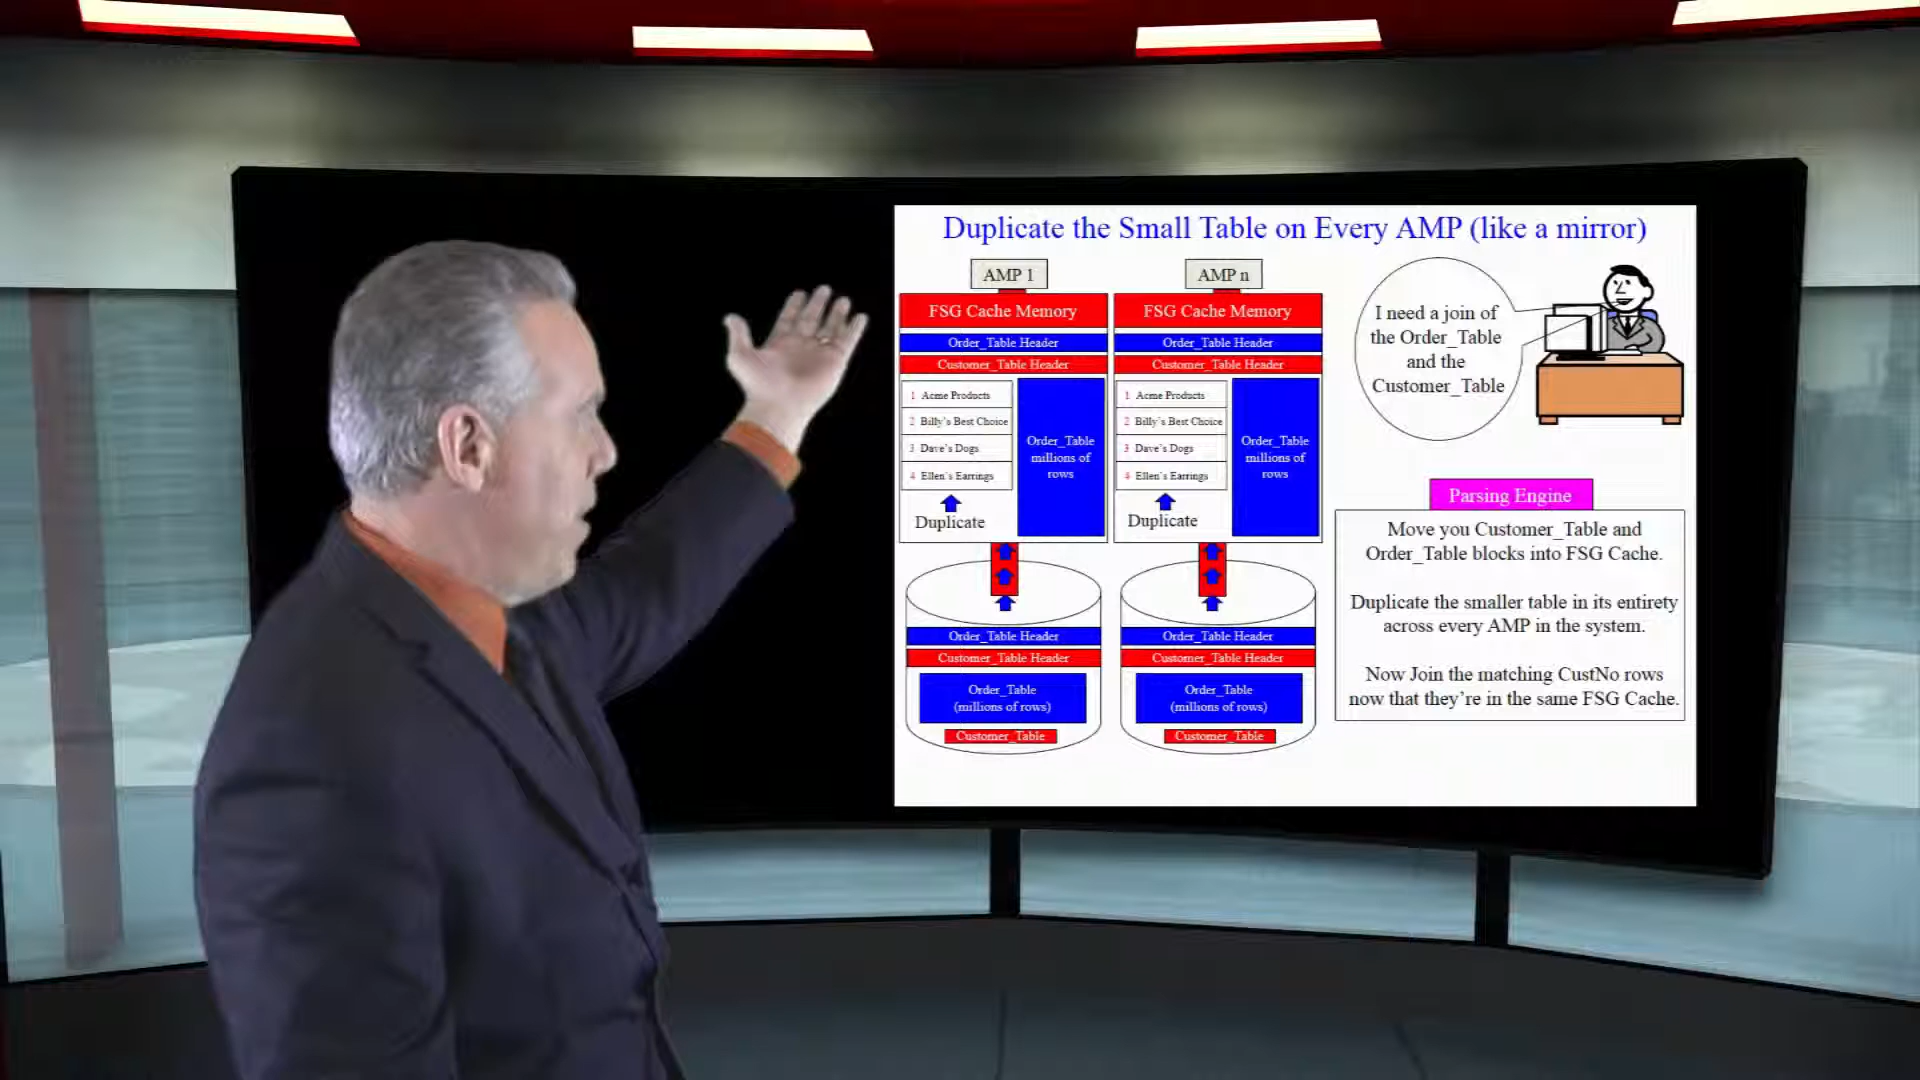 Duplicate the Small Table on Every AMP (like a mirror)
AMP 1
FSG Cache Memory
Order_Table Header
Customer_Table Header
1 Acme Products
2 Billy's Best Choice
3 Dave's Dogs
4 Ellen's Earrings
Duplicate
Order_Table
millions of
rows
Order_Table Header
Customer_Table Header
Order_Table
(millions of rows)
Customer_Table
AMP n
FSG Cache Memory
Order_Table Header
Customer_Table Header
1 Acme Products
2 Billy's Best Choice
3 Dave's Dogs
4 Ellen's Earrings
Duplicate
Order_Table
millions of
rows
Order_Table Header
Customer_Table Header
Order_Table
(millions of rows)
Customer_Table
I need a join of
the Order_Table
and the
Customer_Table
Parsing Engine
Move you Customer_Table and
Order_Table blocks into FSG Cache.
Duplicate the smaller table in its entirety
across every AMP in the system.
Now Join the matching CustNo rows
now that they're in the same FSG Cache.